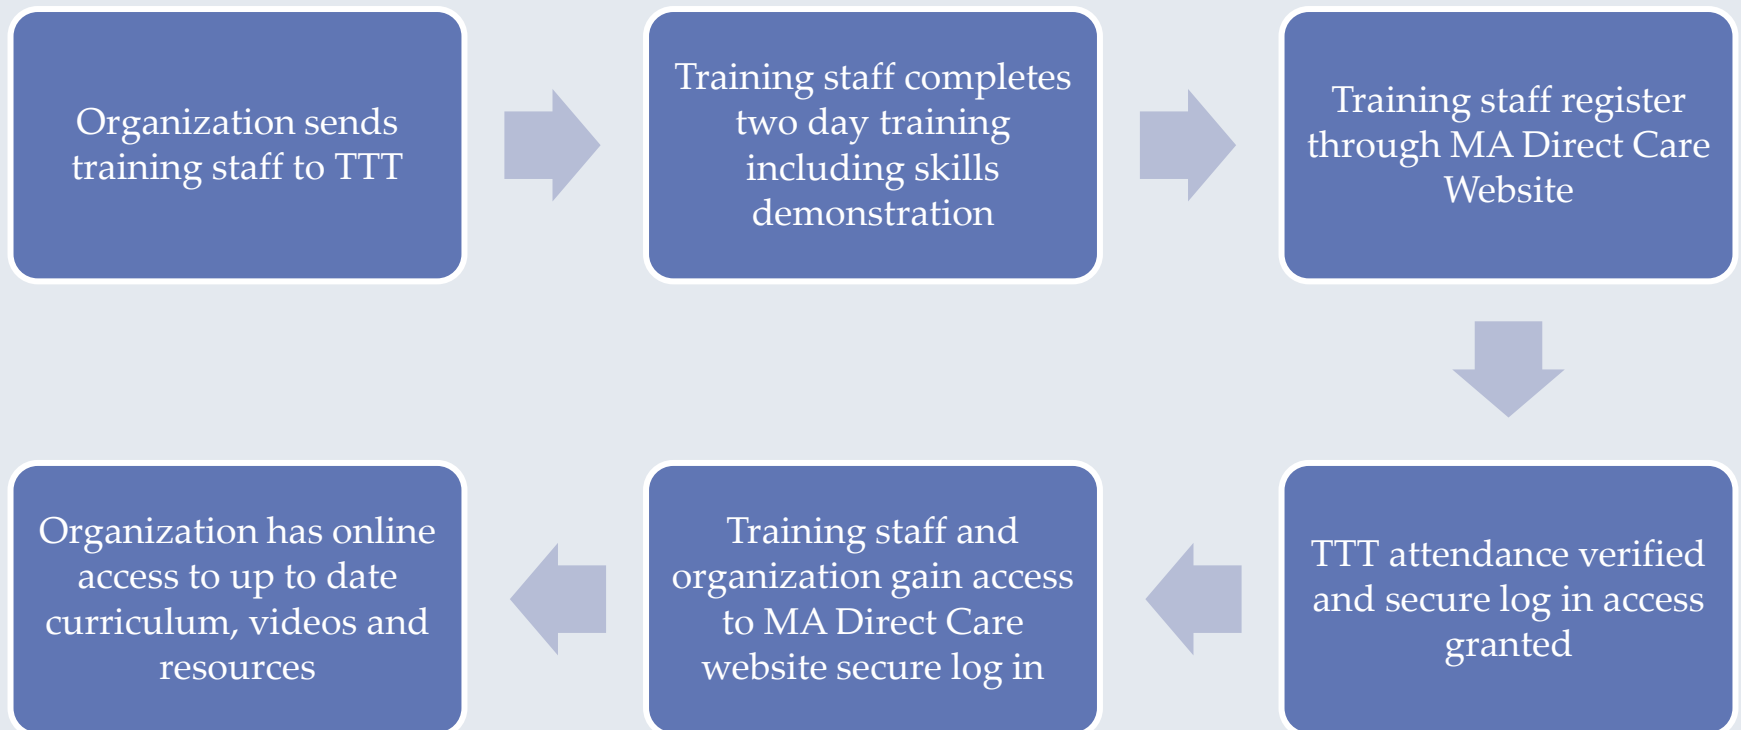 Organization sends
training staff to TTT
Training staff completes
two day training
including skills
demonstration
Training staff register
through MA Direct Care
Website
TTT attendance verified
and secure log in access
granted
Training staff and
organization gain access
to MA Direct Care
website secure log in
Organization has online
access to up to date
curriculum, videos and
resources